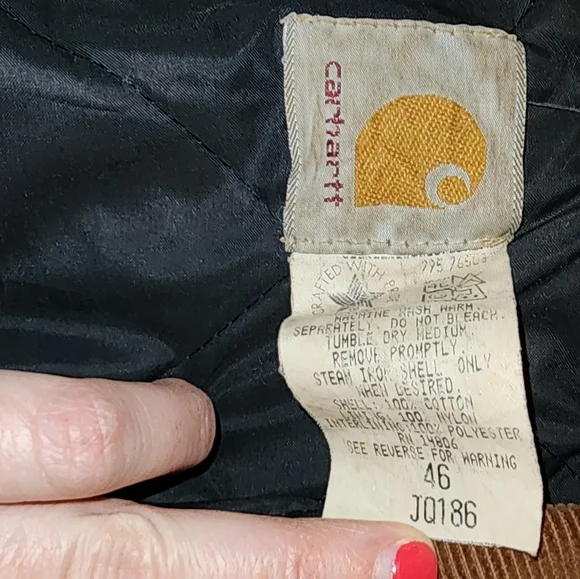 carhartt
CRAFTED WITH
MACHINE WASH WARM
SEPARATELY. DO NOT BLEACH.
TUMBLE DRY MEDIUM.
REMOVE PROMPTLY.
STEAM IRON SHELL ONLY
WHEN DESIRED.
SHELL: 100% COTTON
100% NYLON
INTERLINING 100% POLYESTER
RN 14806
SEE REVERSE FOR WARNING
46
JQ186